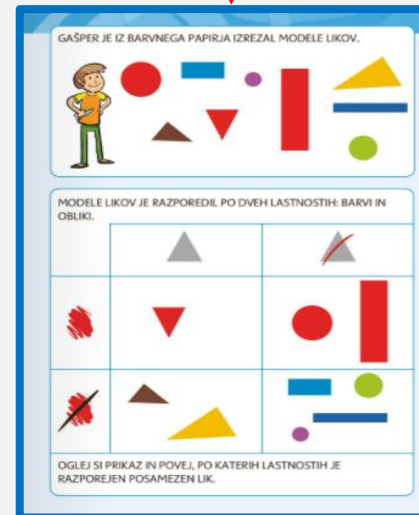 GAŠPER JE IZ BARVNEGA PAPIRJA IZREZAL MODELE LIKOV.
MODELE LIKOV JE RAZPOREDIL PO DVEH LASTNOSTIH: BARVI IN
OBLIKI.
OGLEJ SI PRIKAZ IN POVEJ, PO KATERIH LASTNOSTIH JE
RAZPOREJEN POSAMEZEN LIK.